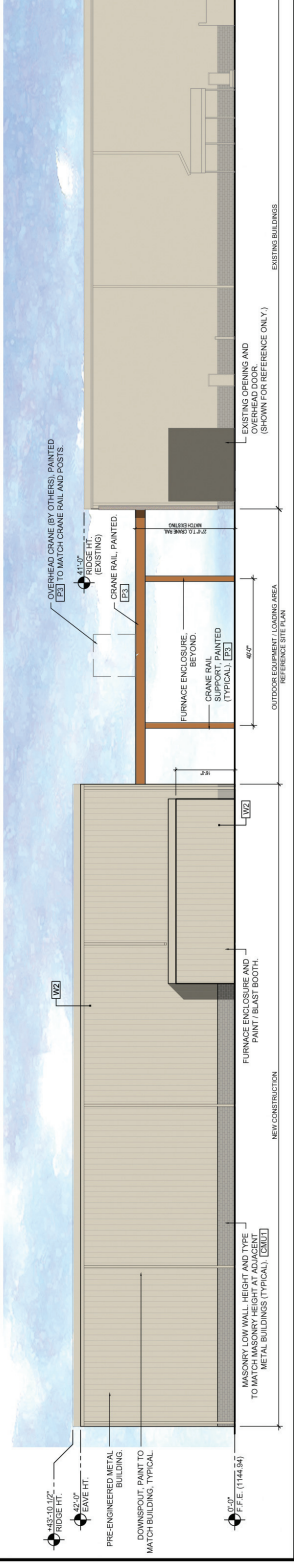 +43'-10 1/2"
RIDGE HT.
42'-0"
EAVE HT.
PRE-ENGINEERED METAL
BUILDING.
DOWNSPOUT, PAINT TO
MATCH BUILDING, TYPICAL.
0'-0"
F.F.E. (1144.94)
W2
MASONRY LOW WALL. HEIGHT AND TYPE
TO MATCH MASONRY HEIGHT AT ADJACENT
METAL BUILDINGS (TYPICAL). CMU1
NEW CONSTRUCTION
FURNACE ENCLOSURE AND
PAINT / BLAST BOOTH.
W2
OVERHEAD CRANE (BY OTHERS), PAINTED
P3 TO MATCH CRANE RAIL AND POSTS.
41'-0"
RIDGE HT.
(EXISTING)
CRANE RAIL, PAINTED.
P3
FURNACE ENCLOSURE,
BEYOND.
CRANE RAIL
SUPPORT, PAINTED
(TYPICAL). P3
MATCH EXISTING
40'-0"
OUTDOOR EQUIPMENT / LOADING AREA
REFERENCE SITE PLAN
EXISTING OPENING AND
OVERHEAD DOOR.
(SHOWN FOR REFERENCE ONLY.)
EXISTING BUILDINGS